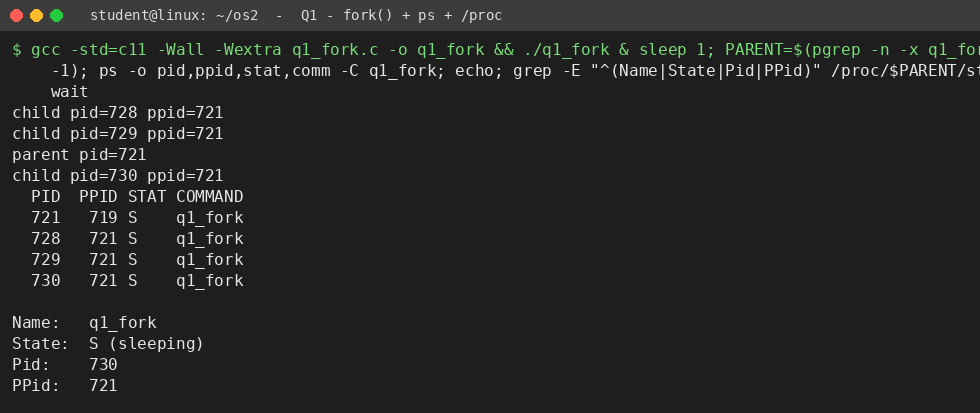 student@linux: ~/os2  -  Q1 - fork() + ps + /proc
$ gcc -std=c11 -Wall -Wextra q1_fork.c -o q1_fork && ./q1_fork & sleep 1; PARENT=$(pgrep -n -x q1_for
    -1); ps -o pid,ppid,stat,comm -C q1_fork; echo; grep -E "^(Name|State|Pid|PPid)" /proc/$PARENT/st
    wait
child pid=728 ppid=721
child pid=729 ppid=721
parent pid=721
child pid=730 ppid=721
  PID  PPID STAT COMMAND
  721   719 S    q1_fork
  728   721 S    q1_fork
  729   721 S    q1_fork
  730   721 S    q1_fork

Name:   q1_fork
State:  S (sleeping)
Pid:    730
PPid:   721